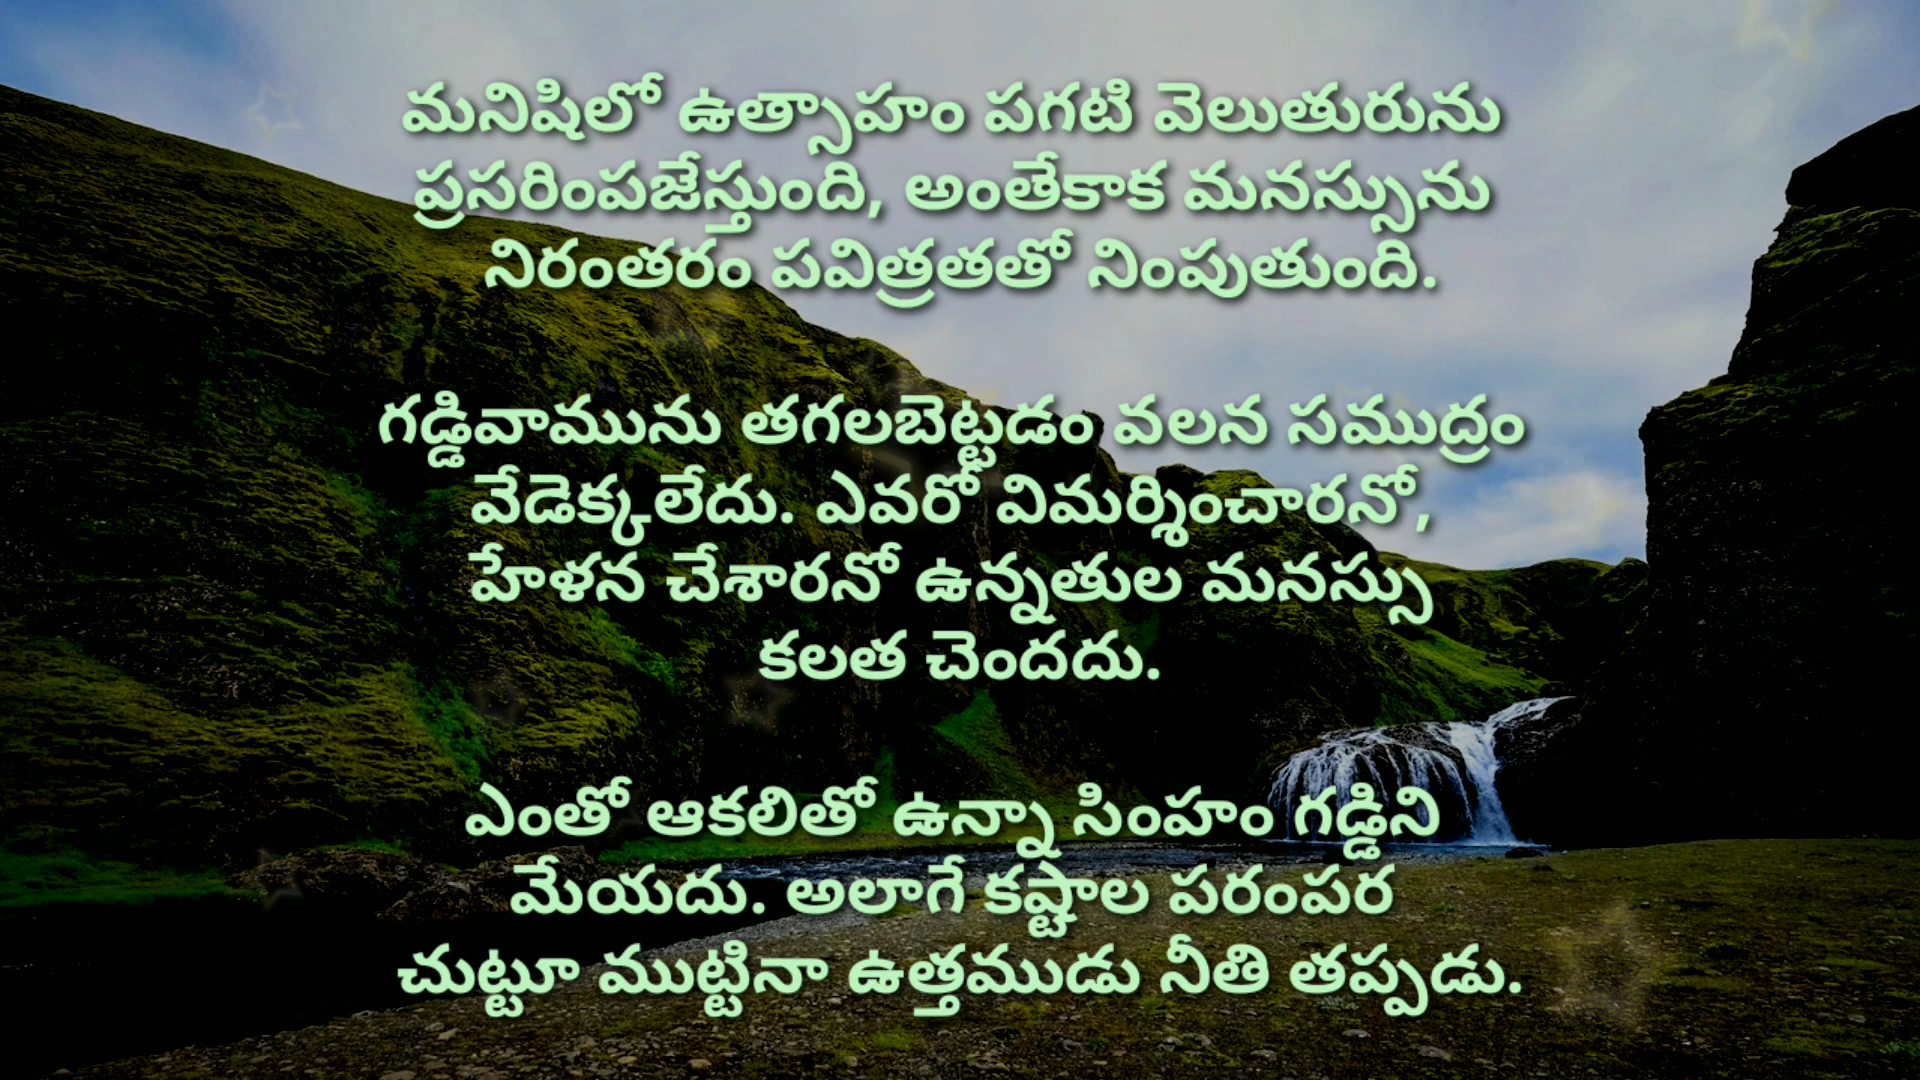 మనిషిలో ఉత్సాహం పగటి వెలుతురును
ప్రసరింపజేస్తుంది, అంతేకాక మనస్సును
నిరంతరం పవిత్రతతో నింపుతుంది.
గడ్డివామును తగలబెట్టడం వలన సముద్రం
వేడెక్కలేదు. ఎవరో విమర్శించారనో,
హేళన చేశారనో ఉన్నతుల మనస్సు
కలత చెందదు.
ఎంతో ఆకలితో ఉన్నా సింహం గడ్డిని
మేయదు. అలాగే కష్టాల పరంపర
చుట్టూ ముట్టినా ఉత్తముడు నీతి తప్పడు.